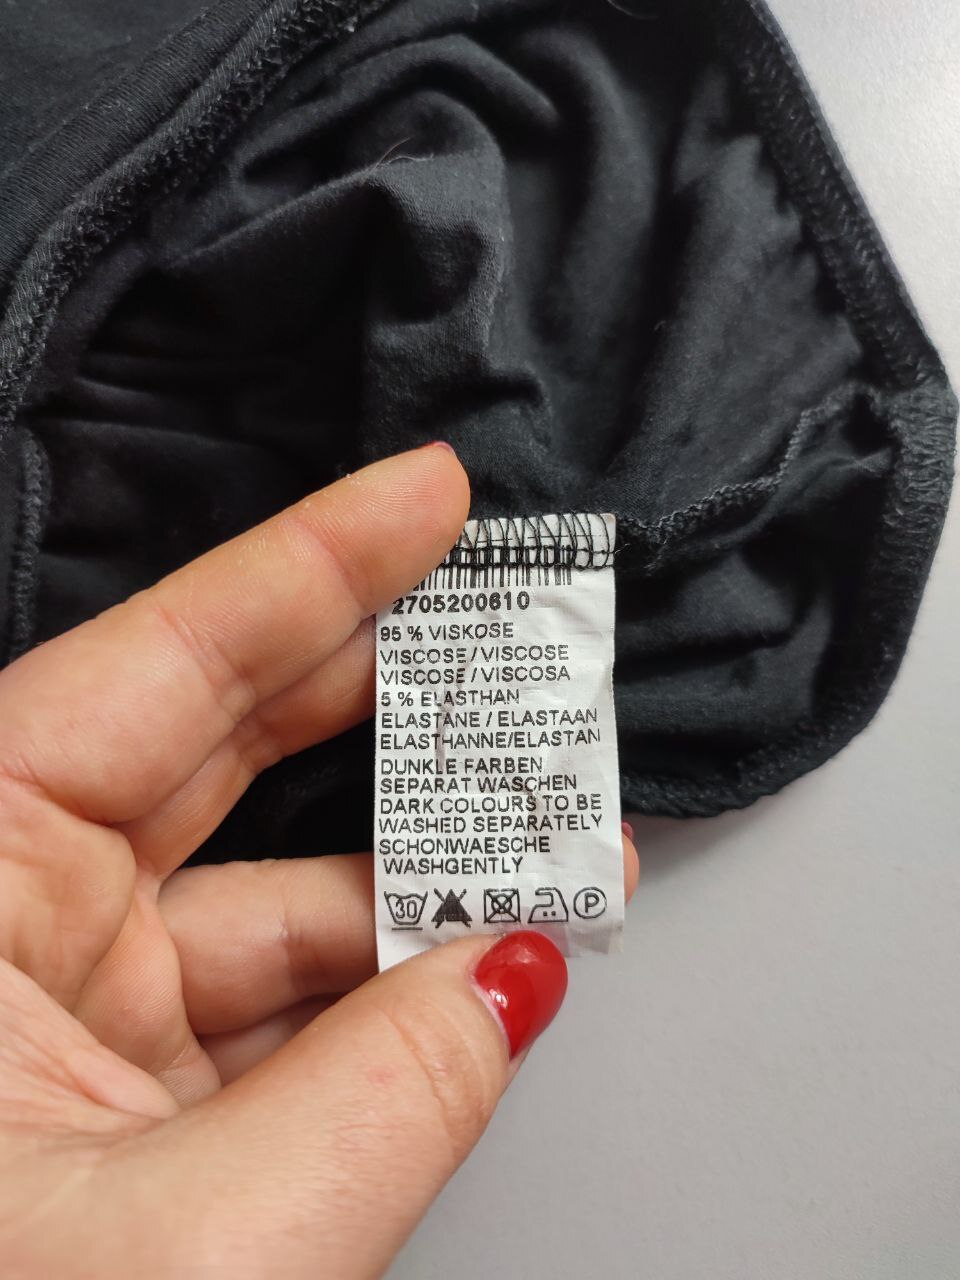 2705200610
95 % VISKOSE
VISCOSE / VISCOSE
VISCOSE / VISCOSA
5 % ELASTHAN
ELASTANE / ELASTAAN
ELASTHANNE/ELASTAN
DUNKLE FARBEN
SEPARAT WASCHEN
DARK COLOURS TO BE
WASHED SEPARATELY
SCHONWAESCHE
WASHGENTLY
30 P